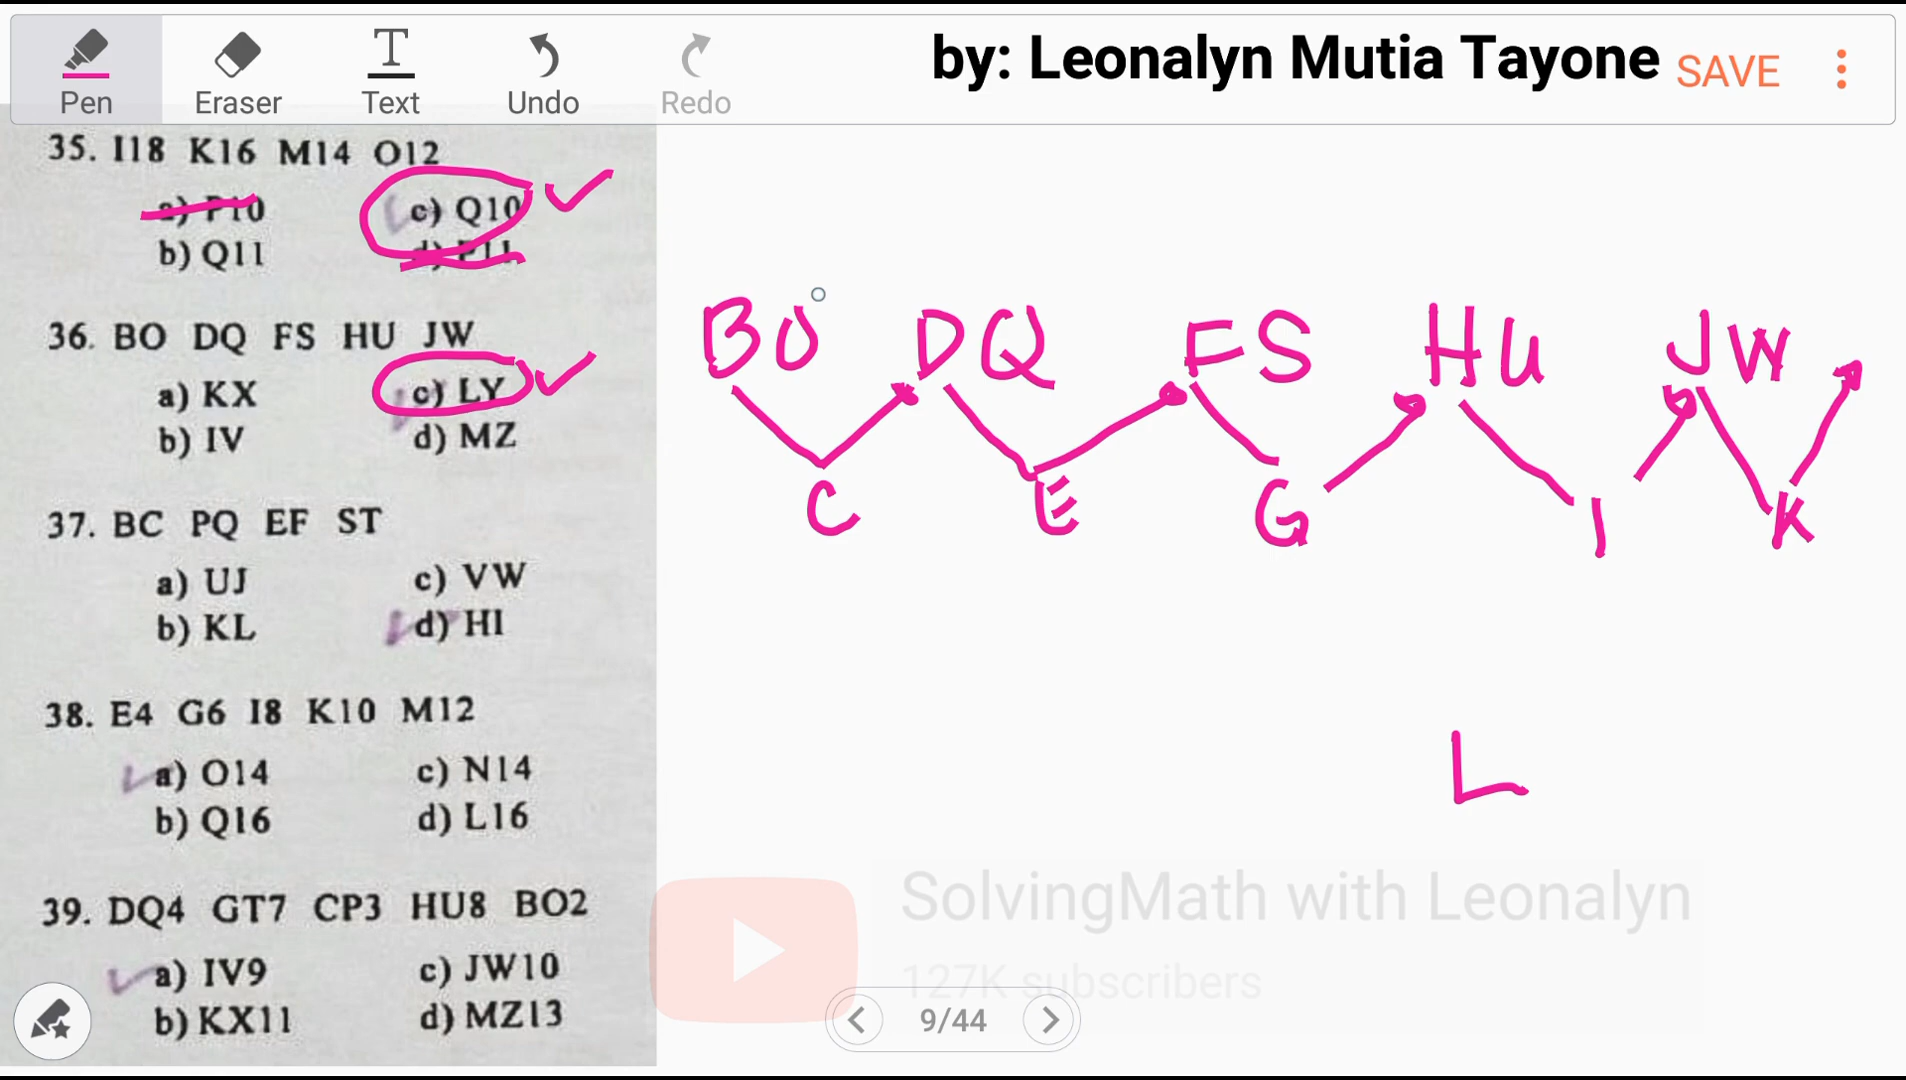 Pen Eraser Text Undo Redo by: Leonalyn Mutia Tayone SAVE
35. I18 K16 M14 O12
a) P10 c) Q10
b) Q11 d) P11
36. BO DQ FS HU JW
a) KX c) LY
b) IV d) MZ
37. BC PQ EF ST
a) UJ c) VW
b) KL d) HI
38. E4 G6 I8 K10 M12
a) O14 c) N14
b) Q16 d) L16
39. DQ4 GT7 CP3 HU8 BO2
a) IV9 c) JW10
b) KX11 d) MZ13
BO DQ FS HU JW
C E G I K
L
SolvingMath with Leonalyn
127K subscribers
9/44